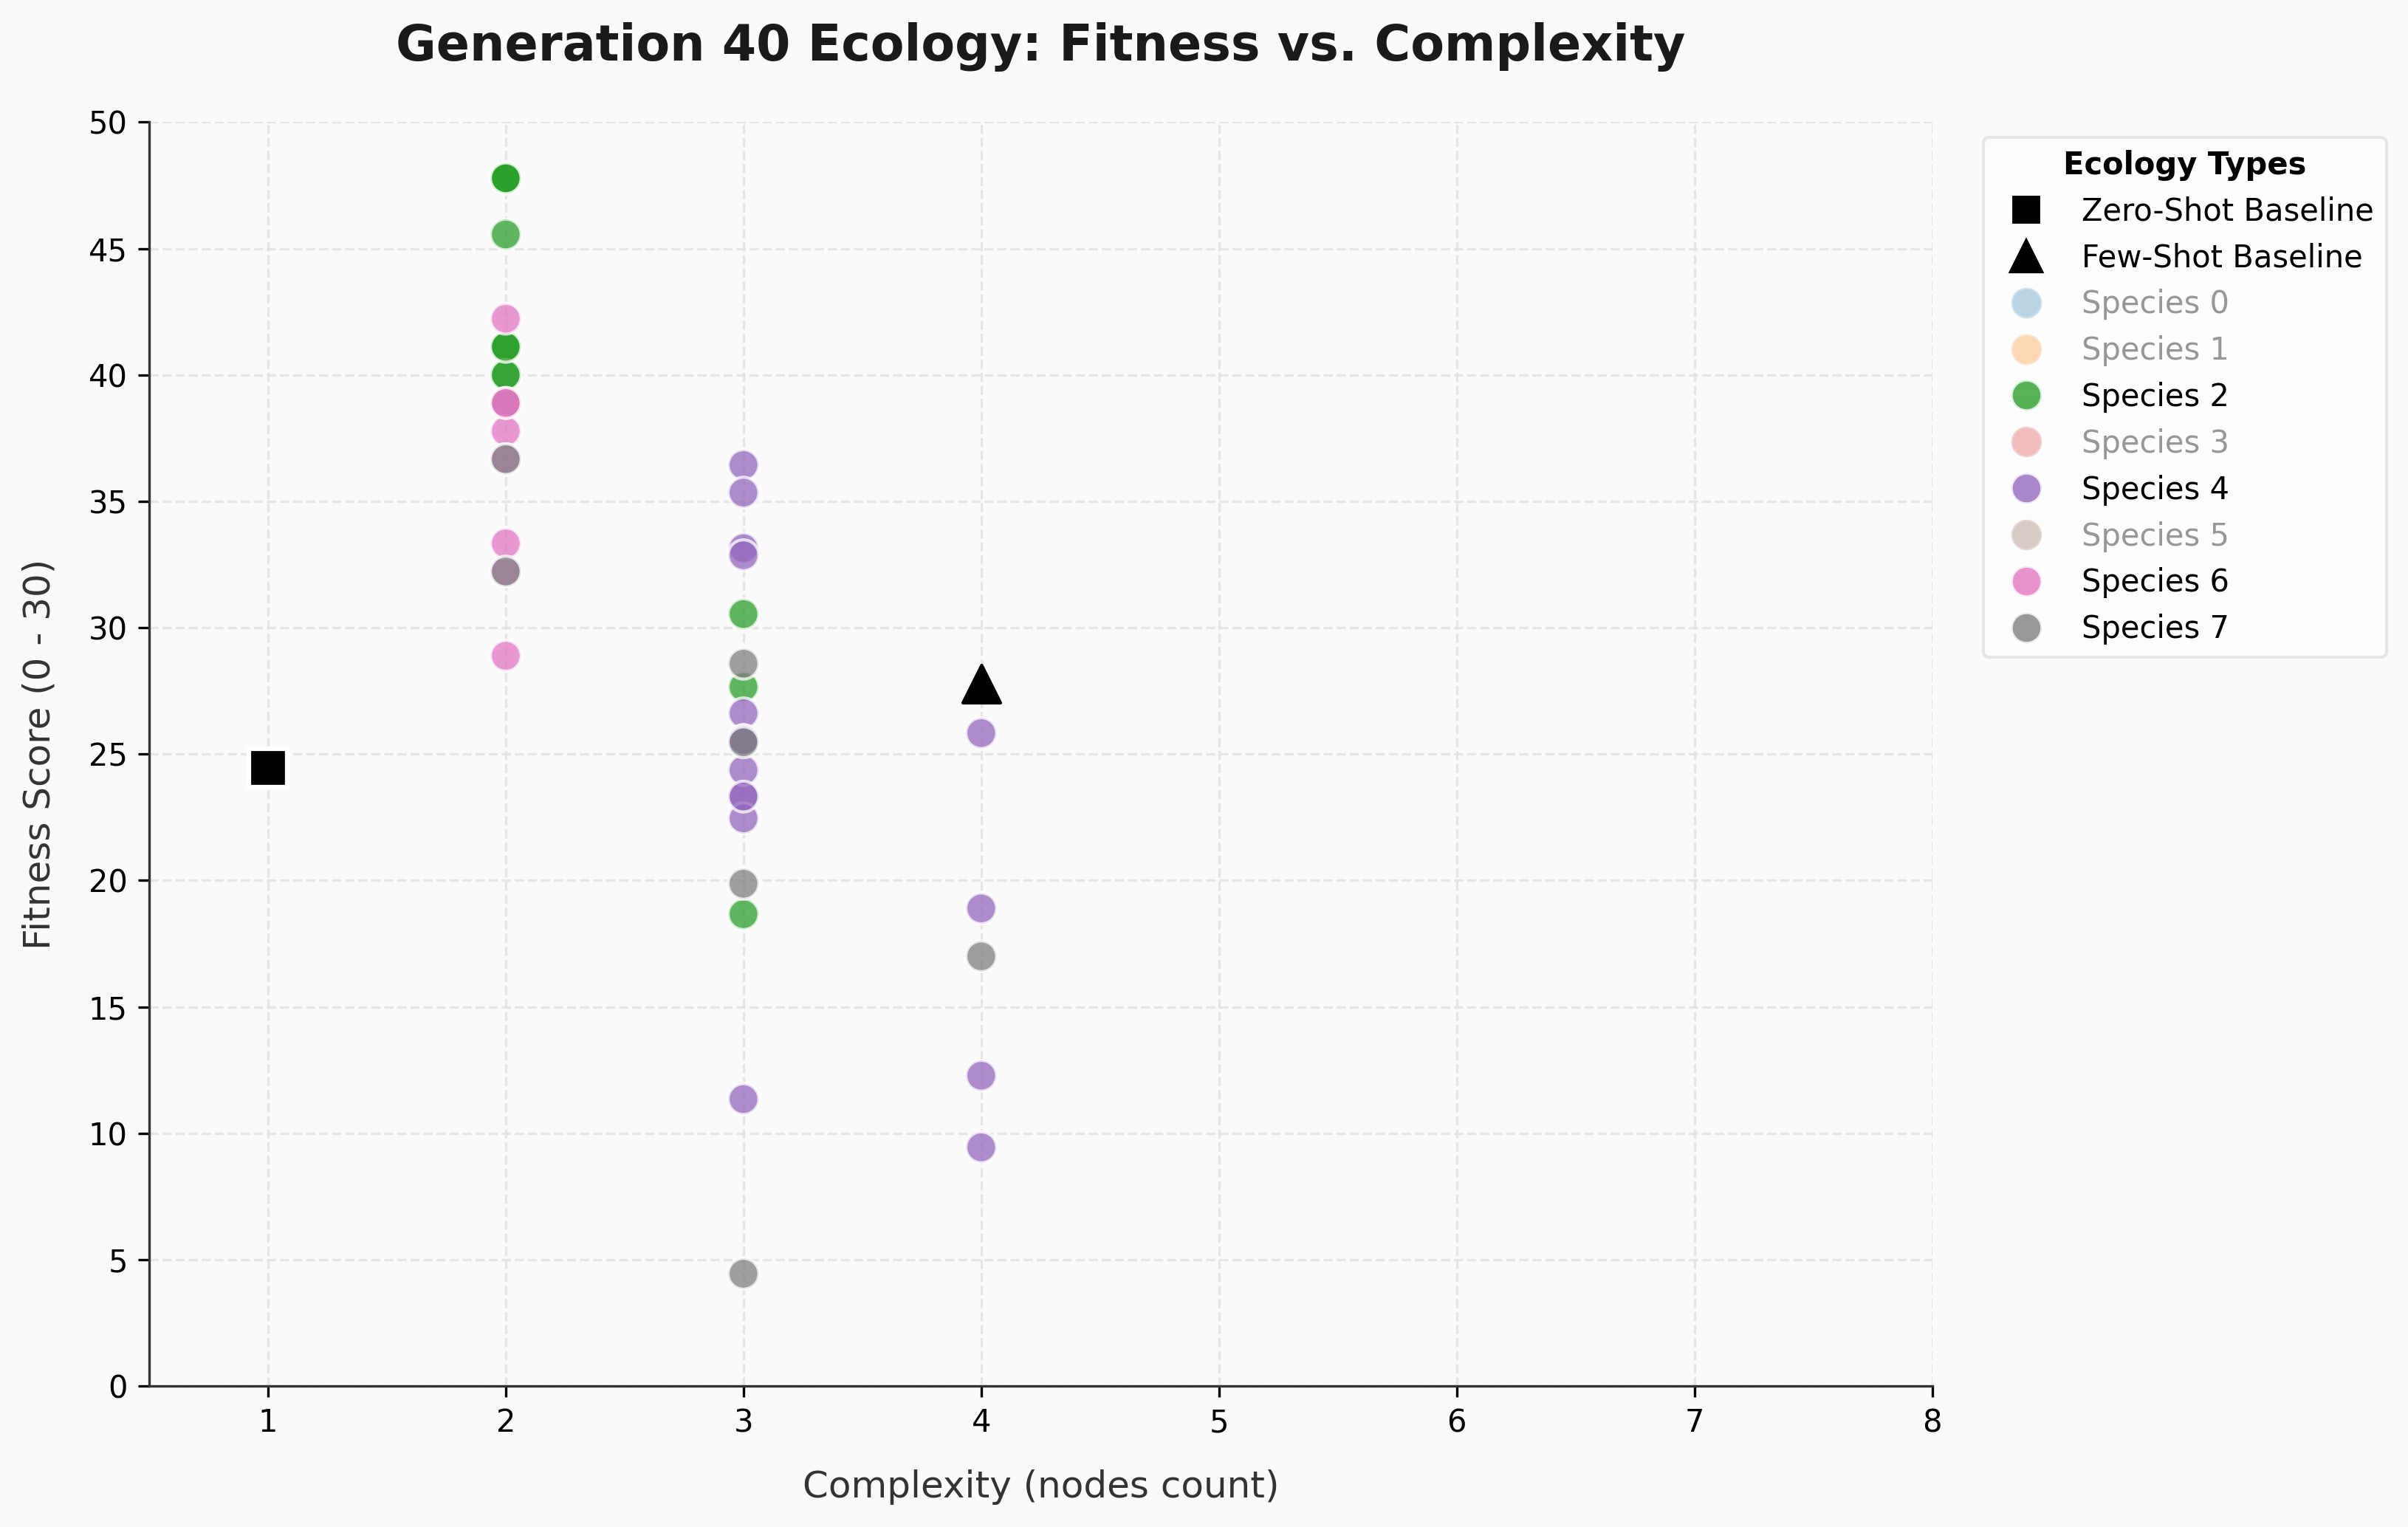 Generation 40 Ecology: Fitness vs. Complexity
Fitness Score (0 - 30)
50
45
40
35
30
25
20
15
10
5
0
1 2 3 4 5 6 7 8
Complexity (nodes count)
Ecology Types
Zero-Shot Baseline
Few-Shot Baseline
Species 0
Species 1
Species 2
Species 3
Species 4
Species 5
Species 6
Species 7